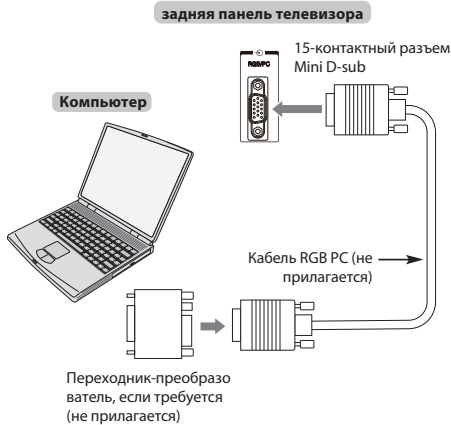 задняя панель телевизора
15-контактный разъем
Mini D-sub
RGB/PC
Компьютер
Кабель RGB PC (не
прилагается)
Переходник-преобразо
ватель, если требуется
(не прилагается)